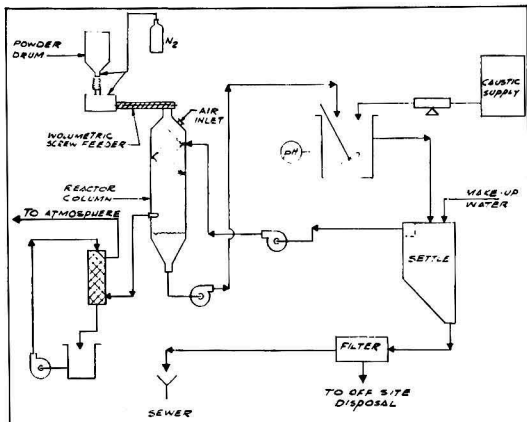 POWDER
DRUM
N2
VOLUMETRIC
SCREW FEEDER
AIR
INLET
CAUSTIC
SUPPLY
pH
REACTOR
COLUMN
TO ATMOSPHERE
MAKE-UP
WATER
SETTLE
FILTER
SEWER
TO OFF SITE
DISPOSAL